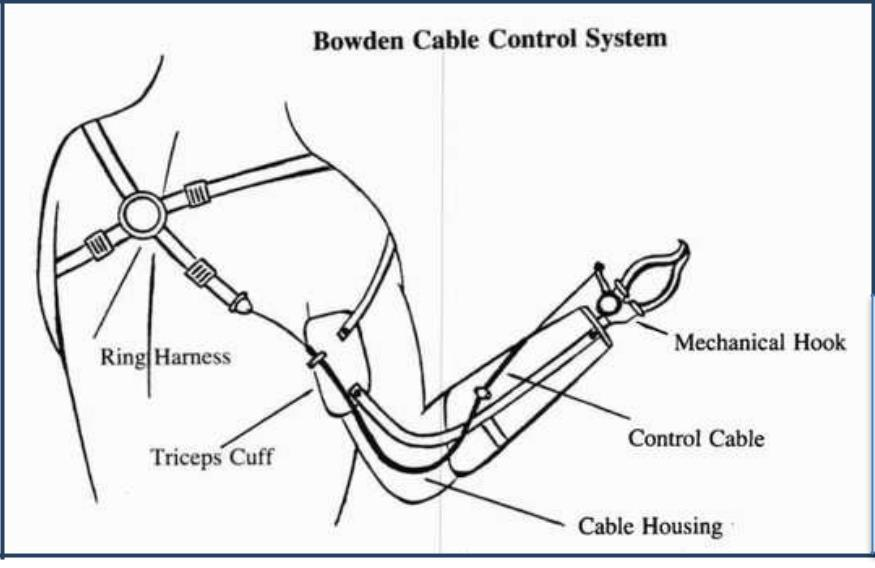 Bowden Cable Control System
Ring Harness
Mechanical Hook
Triceps Cuff
Control Cable
Cable Housing